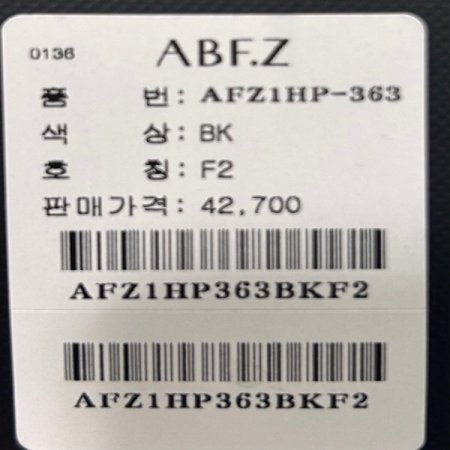 0136 ABF.Z
품 번: AFZ1HP-363
색 상: BK
호 칭: F2
판매가격: 42,700
AFZ1HP363BKF2
AFZ1HP363BKF2